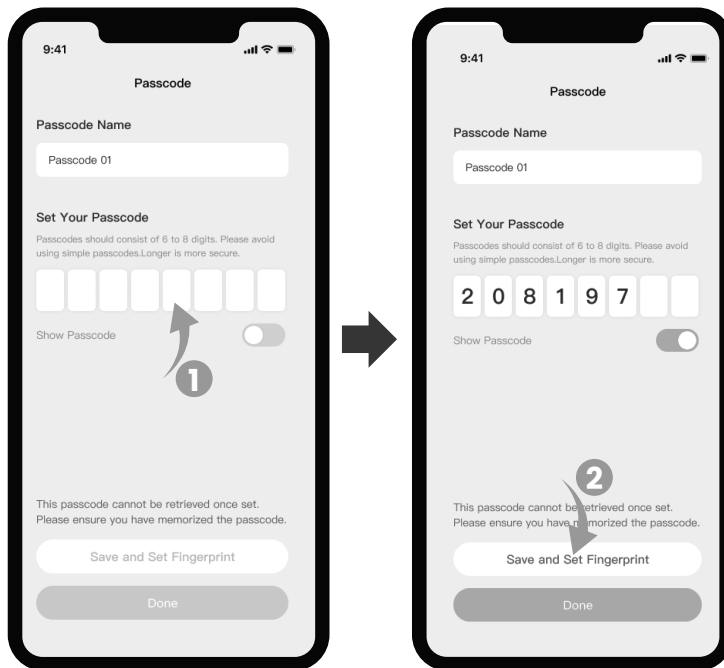 9:41
Passcode
Passcode Name
Passcode 01
Set Your Passcode
Passcodes should consist of 6 to 8 digits. Please avoid
using simple passcodes.Longer is more secure.
Show Passcode
1
This passcode cannot be retrieved once set.
Please ensure you have memorized the passcode.
Save and Set Fingerprint
Done
9:41
Passcode
Passcode Name
Passcode 01
Set Your Passcode
Passcodes should consist of 6 to 8 digits. Please avoid
using simple passcodes.Longer is more secure.
2 0 8 1 9 7
Show Passcode
2
This passcode cannot be retrieved once set.
Please ensure you have memorized the passcode.
Save and Set Fingerprint
Done